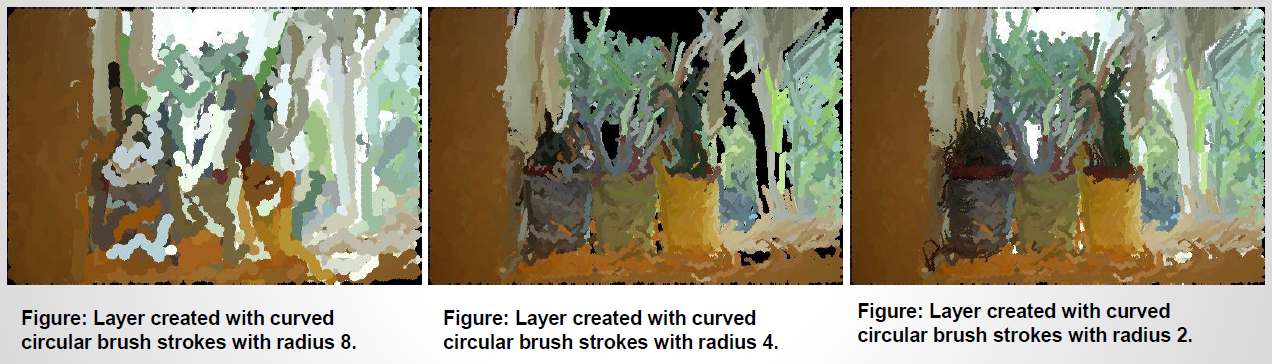 Figure: Layer created with curved
circular brush strokes with radius 8.
Figure: Layer created with curved
circular brush strokes with radius 4.
Figure: Layer created with curved
circular brush strokes with radius 2.